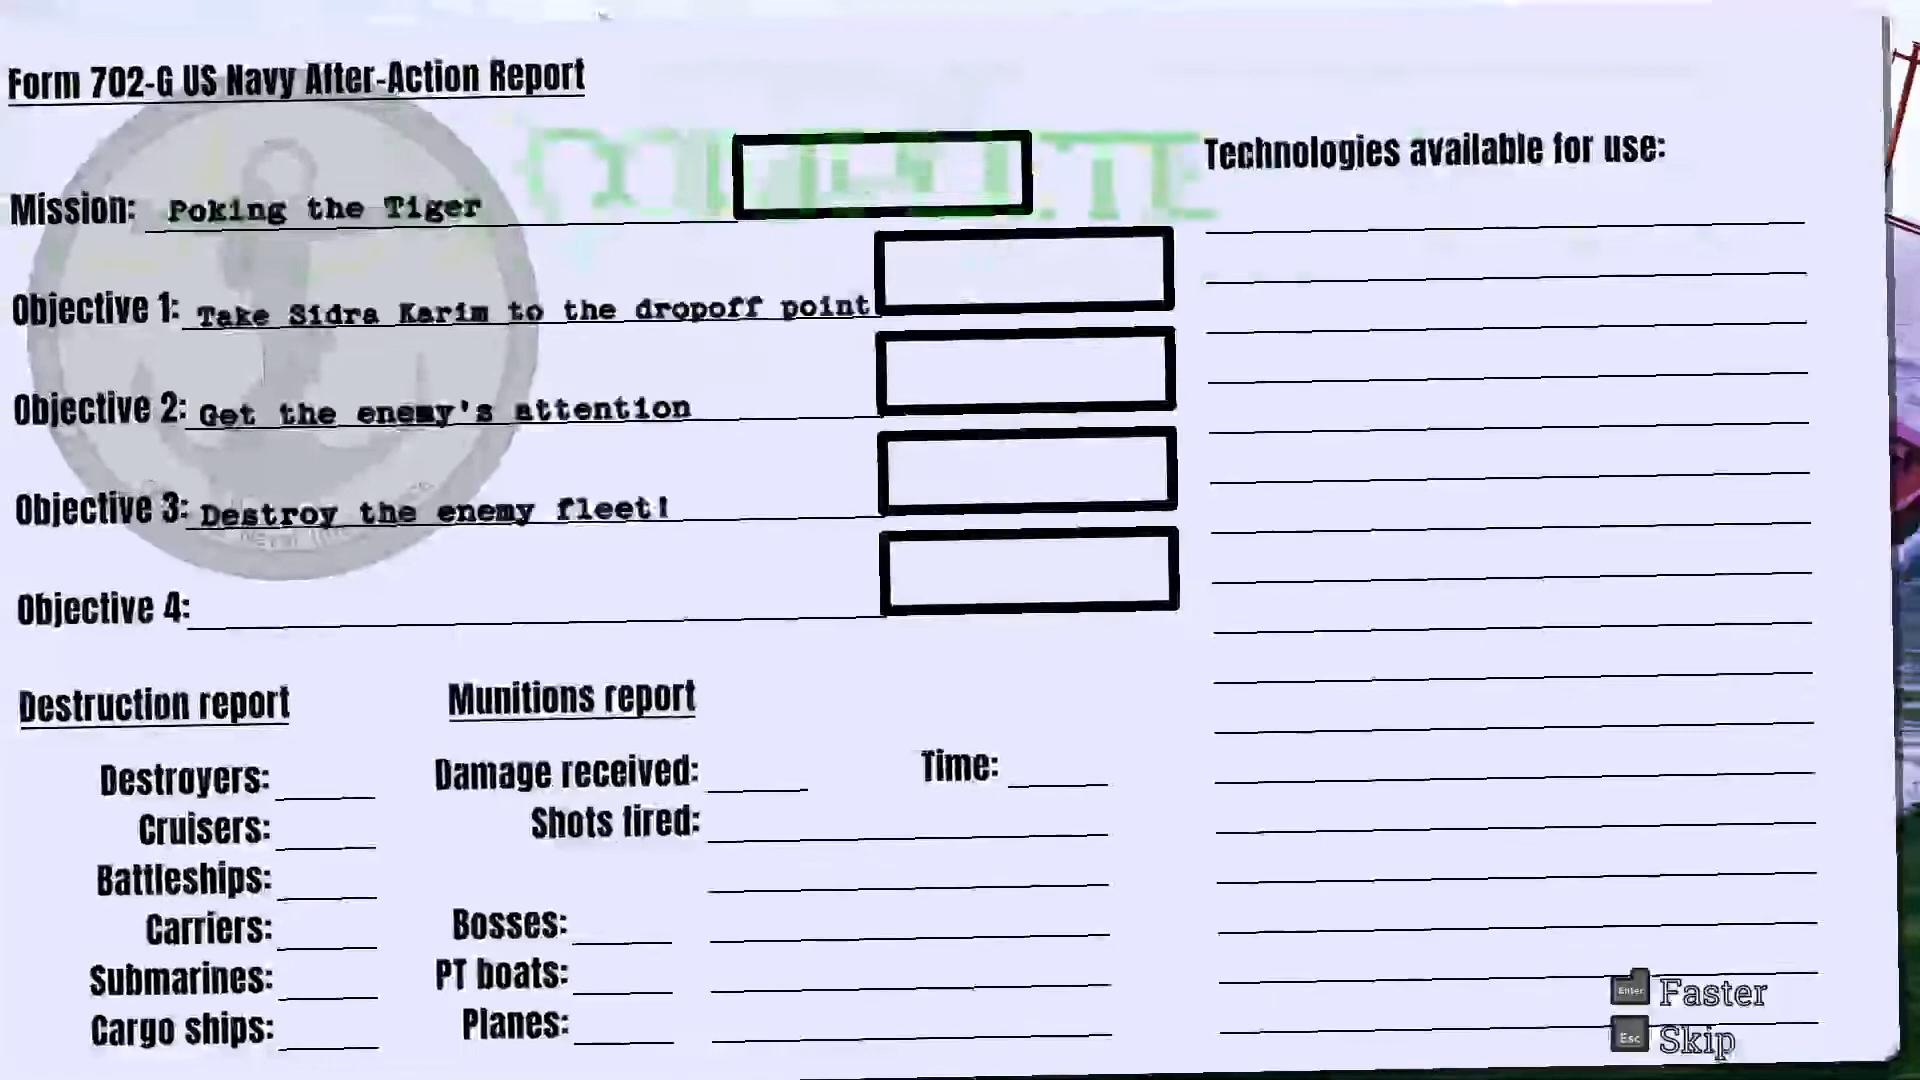 Form 702-G US Navy After-Action Report
COMPLETE
Mission: Poking the Tiger
Objective 1: Take Sidra Karim to the dropoff point
Objective 2: Get the enemy's attention
Objective 3: Destroy the enemy fleet!
Objective 4:
Destruction report
Destroyers:
Cruisers:
Battleships:
Carriers:
Submarines:
Cargo ships:
Munitions report
Damage received:
Shots fired:
Time:
Bosses:
PT boats:
Planes:
Technologies available for use:
Enter Faster
Esc Skip